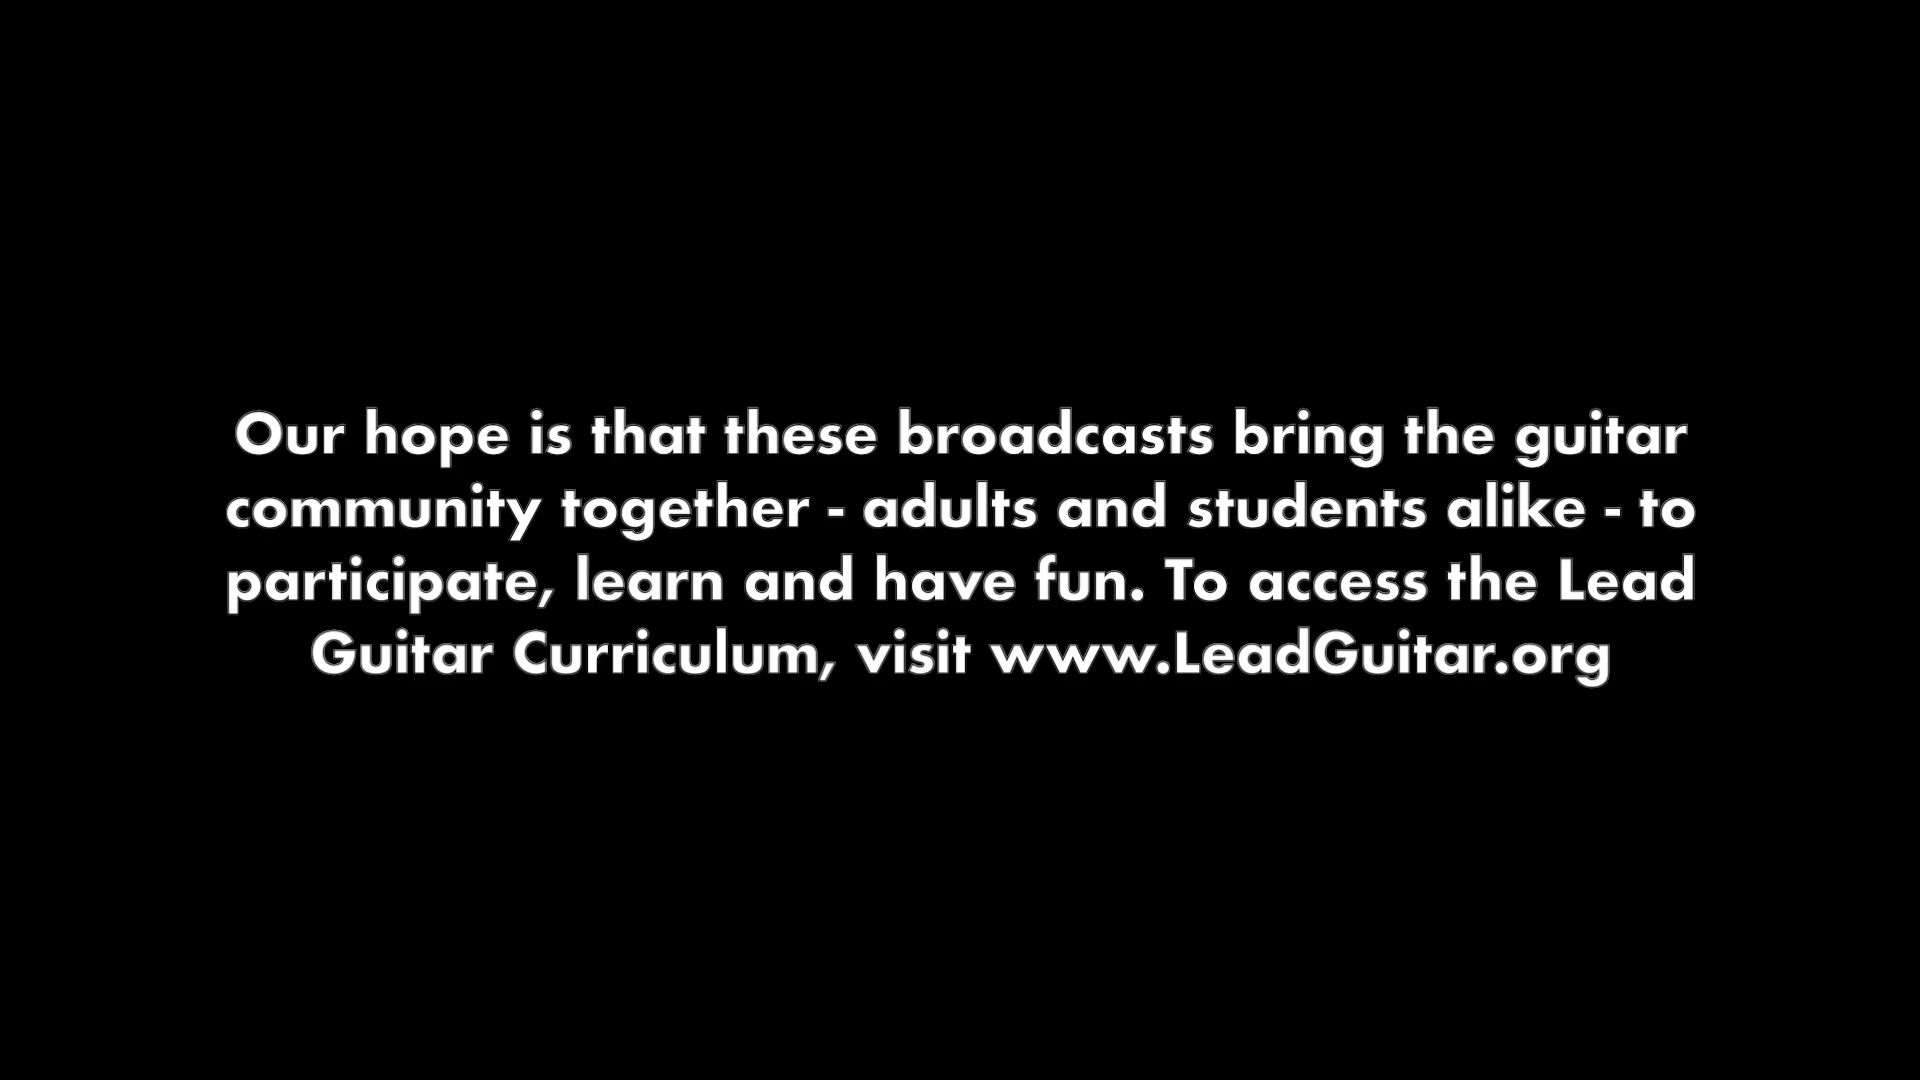 Our hope is that these broadcasts bring the guitar
community together - adults and students alike - to
participate, learn and have fun. To access the Lead
Guitar Curriculum, visit www.LeadGuitar.org